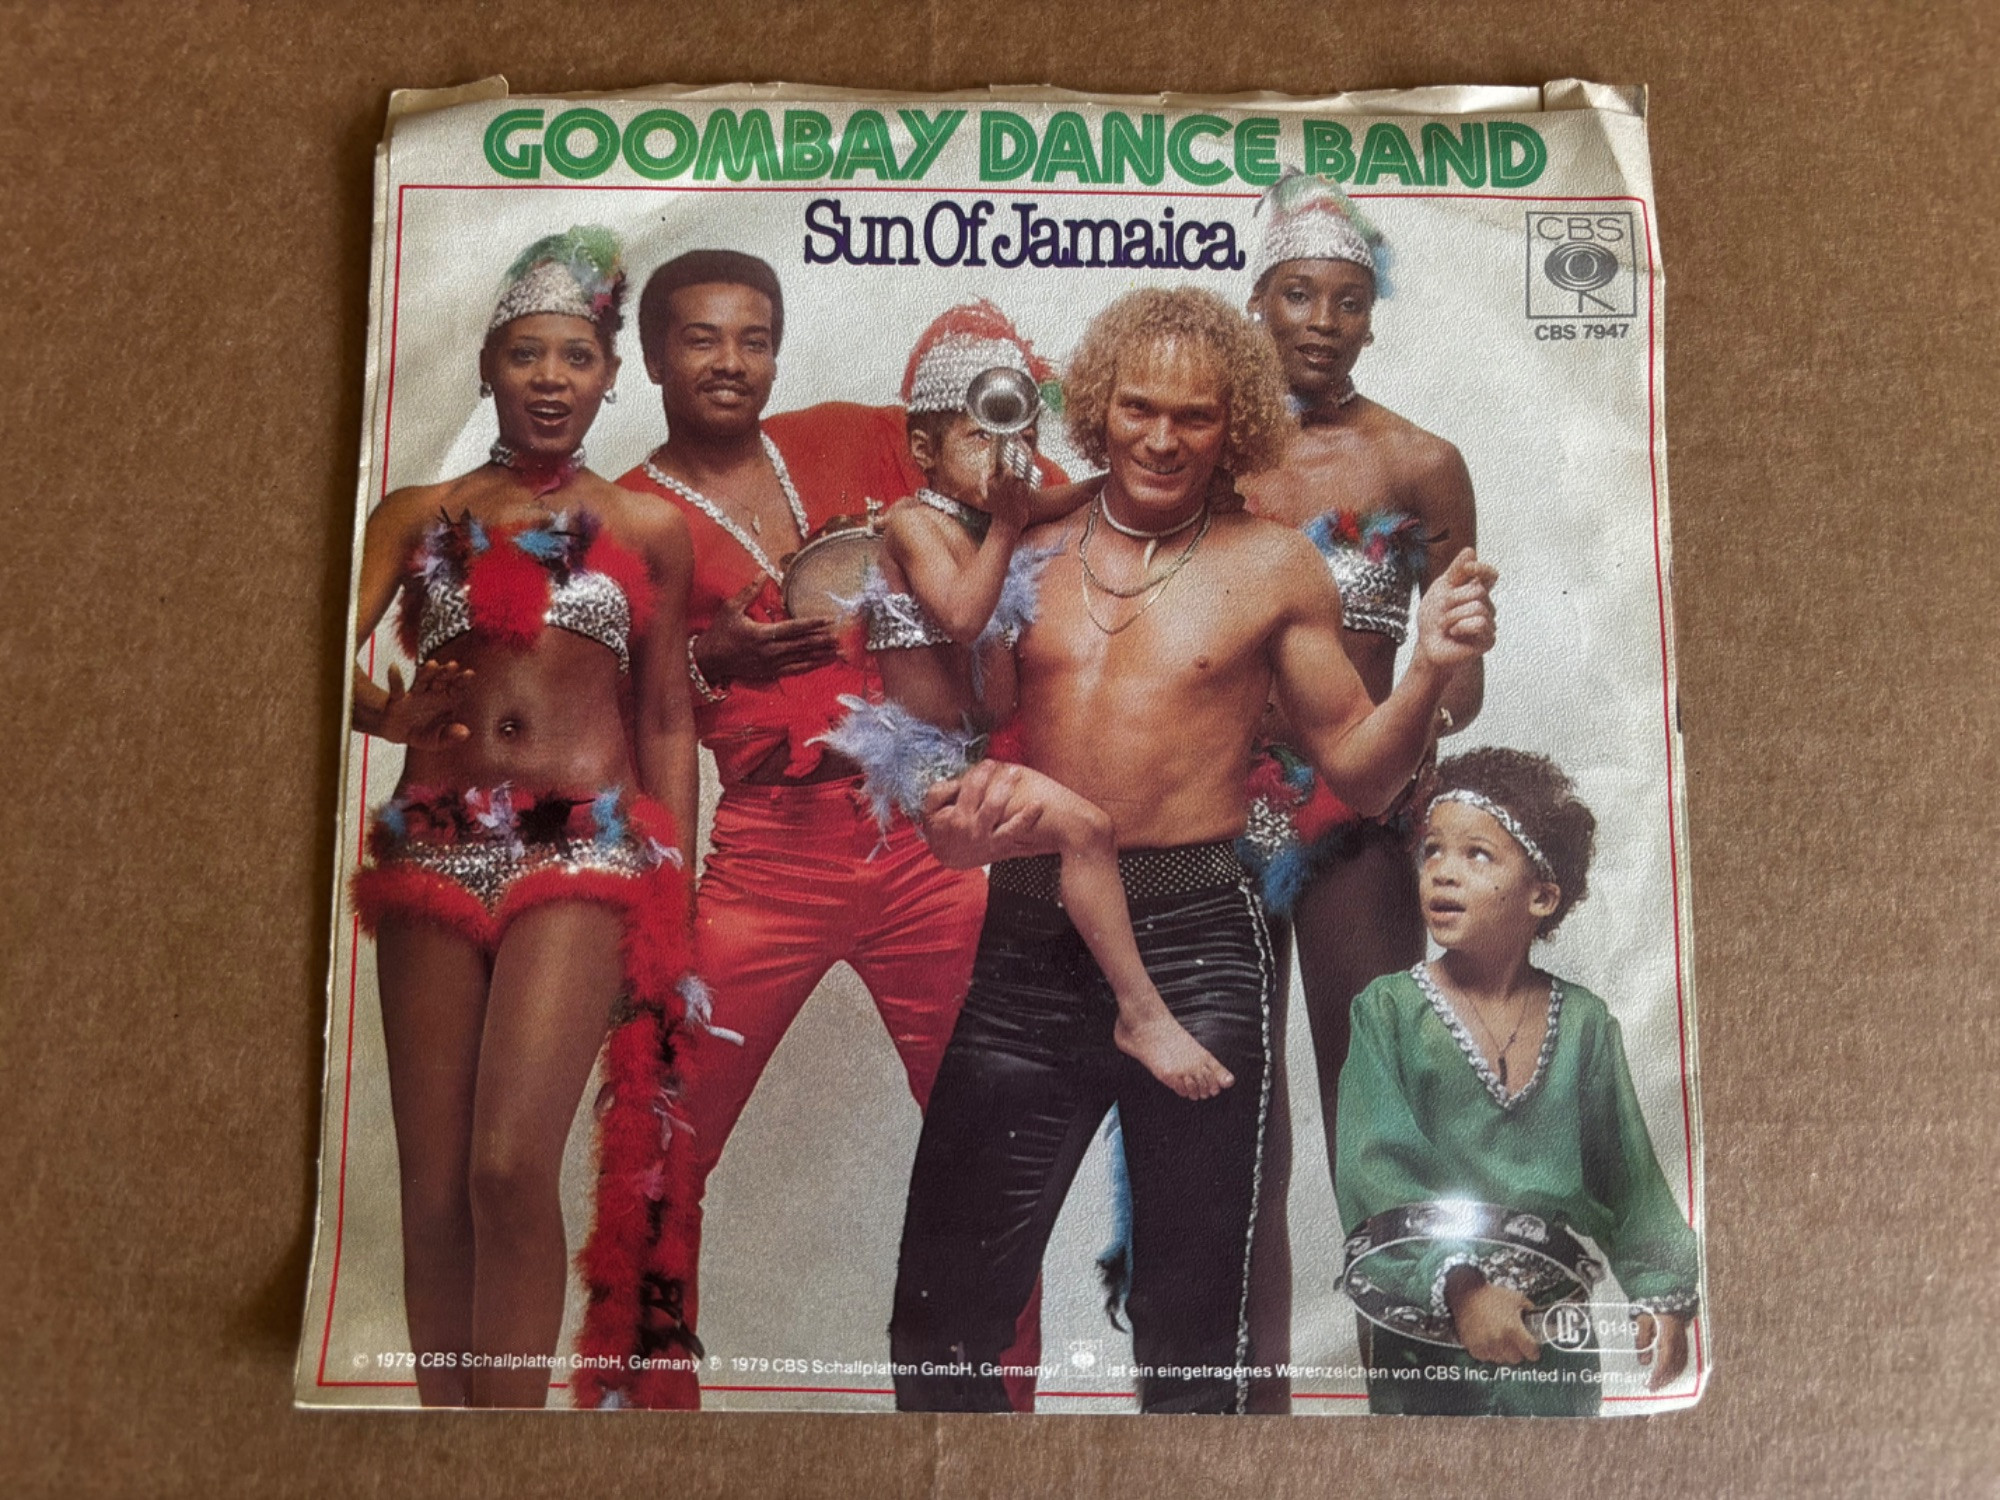 GOOMBAY DANCE BAND
Sun Of Jamaica
CBS
CBS 7947
LC 0149
© 1979 CBS Schallplatten GmbH, Germany ℗ 1979 CBS Schallplatten GmbH, Germany/ CBS ist ein eingetragenes Warenzeichen von CBS Inc./Printed in Germany